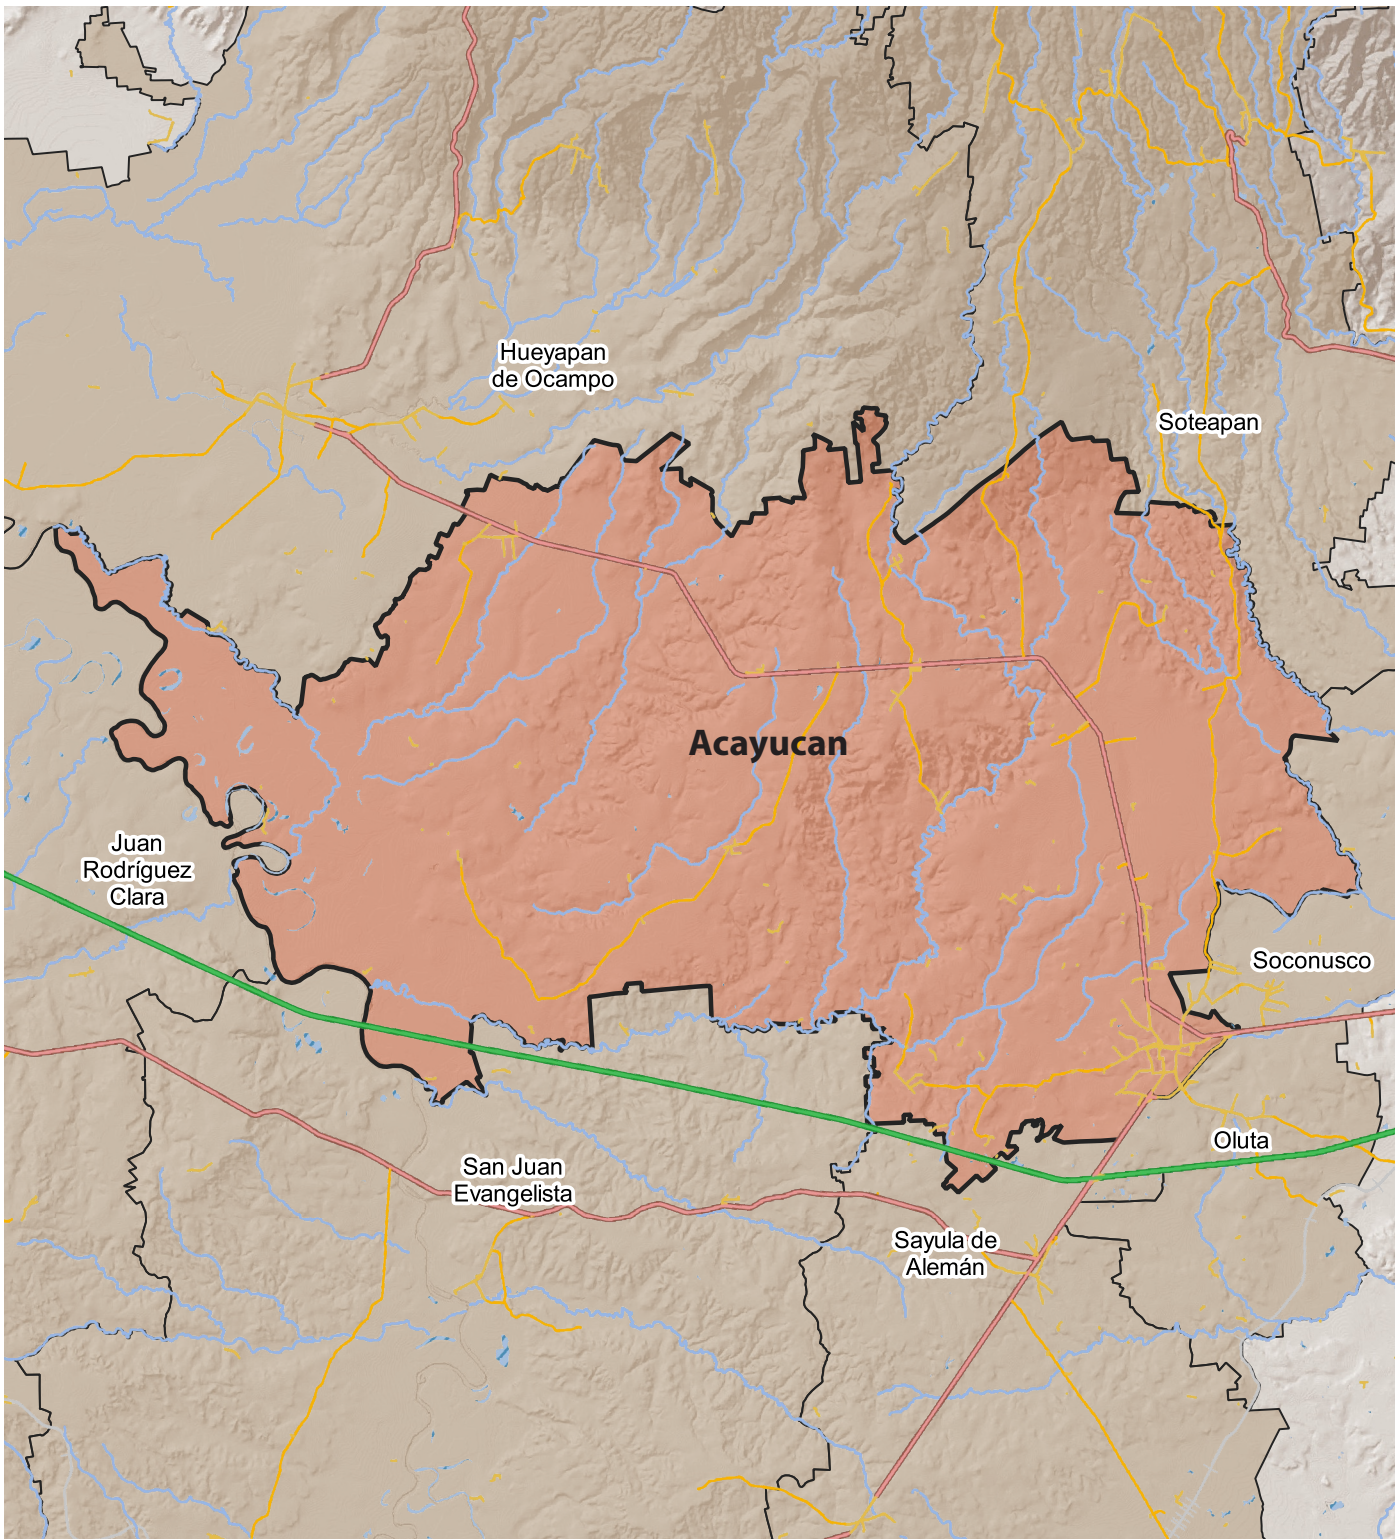 Hueyapan
de Ocampo
Soteapan
Acayucan
Juan
Rodríguez
Clara
Soconusco
Oluta
San Juan
Evangelista
Sayula de
Alemán